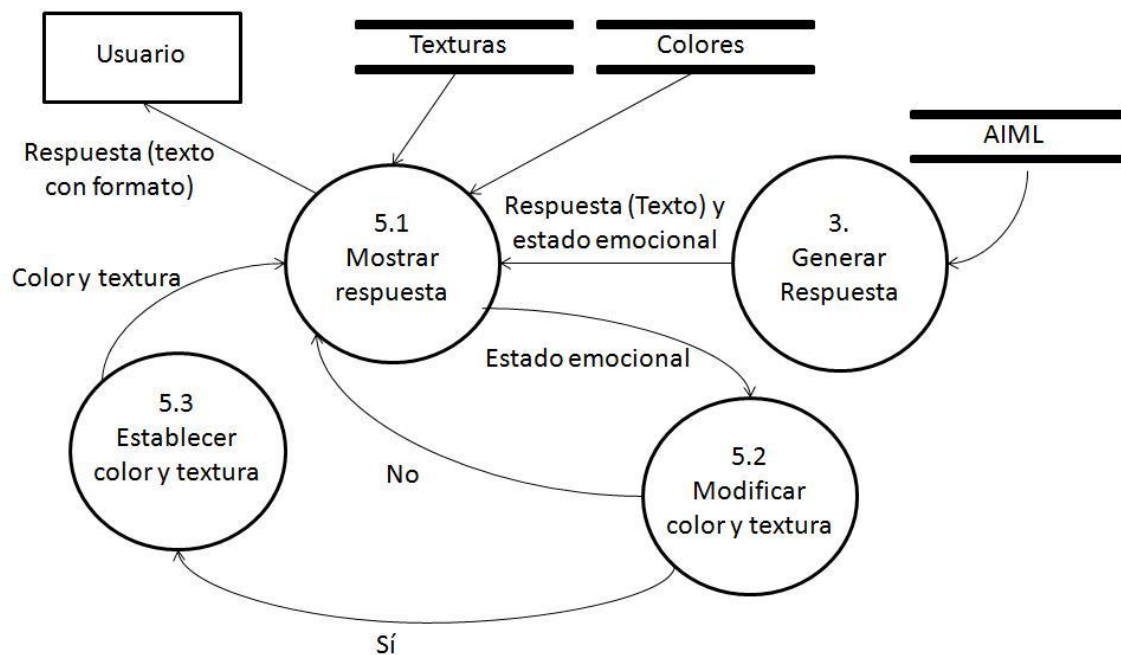 Usuario
Texturas
Colores
AIML
Respuesta (texto
con formato)
Respuesta (Texto) y
estado emocional
5.1
Mostrar
respuesta
3.
Generar
Respuesta
Color y textura
Estado emocional
5.3
Establecer
color y textura
No
5.2
Modificar
color y textura
Sí